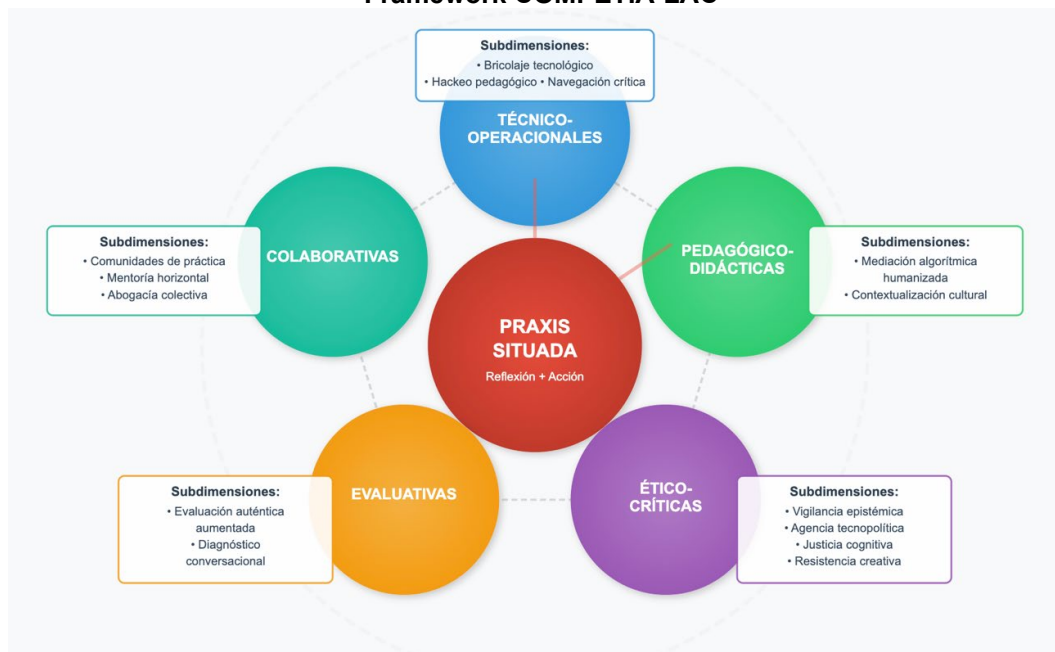 Framework COMPETIA-LAC
Subdimensiones:
• Bricolaje tecnológico
• Hackeo pedagógico • Navegación crítica
TÉCNICO-
OPERACIONALES
COLABORATIVAS
Subdimensiones:
• Comunidades de práctica
• Mentoría horizontal
• Abogacía colectiva
PEDAGÓGICO-
DIDÁCTICAS
Subdimensiones:
• Mediación algorítmica
humanizada
• Contextualización cultural
PRAXIS
SITUADA
Reflexión + Acción
EVALUATIVAS
Subdimensiones:
• Evaluación auténtica
aumentada
• Diagnóstico
conversacional
ÉTICO-
CRÍTICAS
Subdimensiones:
• Vigilancia epistémica
• Agencia tecnopolítica
• Justicia cognitiva
• Resistencia creativa